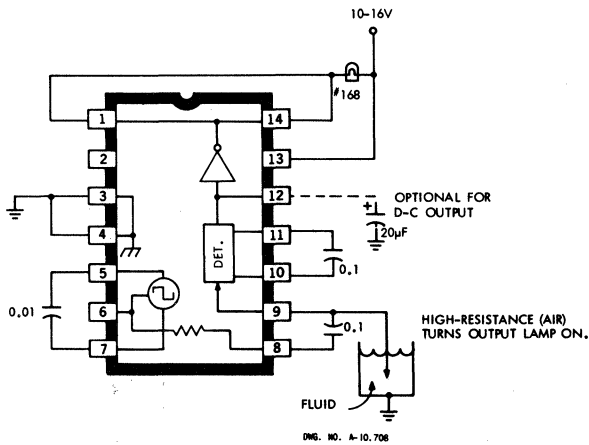 10-16V
#168
1
14
2
13
3
12
OPTIONAL FOR
D-C OUTPUT
+
20µF
4
11
DET.
10
0.1
5
0.01
6
9
HIGH-RESISTANCE (AIR)
TURNS OUTPUT LAMP ON.
0.1
7
8
FLUID
DWG. NO. A-10,708